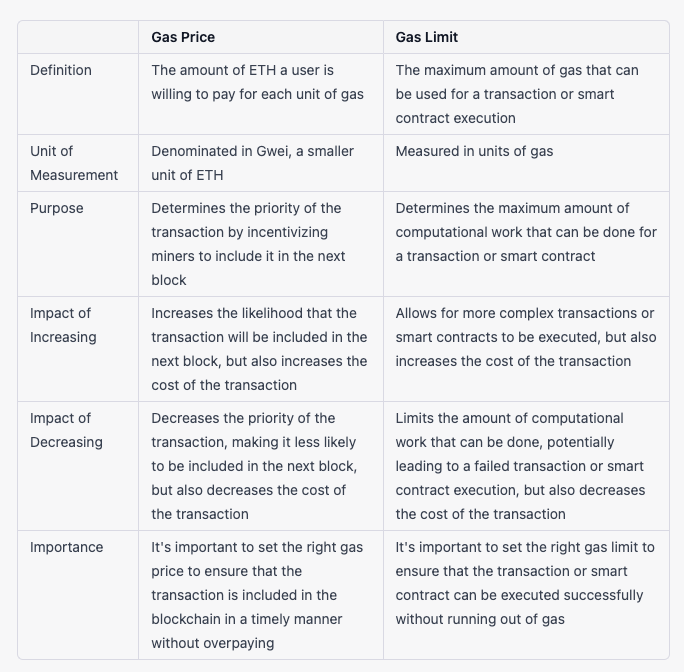 Gas Price
Gas Limit
Definition
The amount of ETH a user is
willing to pay for each unit of gas
The maximum amount of gas that can
be used for a transaction or smart
contract execution
Unit of
Measurement
Denominated in Gwei, a smaller
unit of ETH
Measured in units of gas
Purpose
Determines the priority of the
transaction by incentivizing
miners to include it in the next
block
Determines the maximum amount of
computational work that can be done for
a transaction or smart contract
Impact of
Increasing
Increases the likelihood that the
transaction will be included in the
next block, but also increases the
cost of the transaction
Allows for more complex transactions or
smart contracts to be executed, but also
increases the cost of the transaction
Impact of
Decreasing
Decreases the priority of the
transaction, making it less likely
to be included in the next block,
but also decreases the cost of
the transaction
Limits the amount of computational
work that can be done, potentially
leading to a failed transaction or smart
contract execution, but also decreases
the cost of the transaction
Importance
It's important to set the right gas
price to ensure that the
transaction is included in the
blockchain in a timely manner
without overpaying
It's important to set the right gas limit to
ensure that the transaction or smart
contract can be executed successfully
without running out of gas